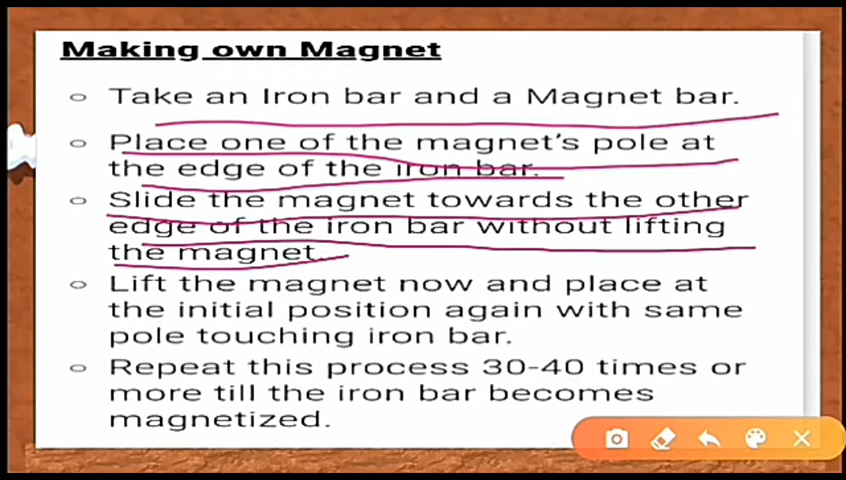 Making own Magnet
Take an Iron bar and a Magnet bar.
Place one of the magnet's pole at
the edge of the iron bar.
Slide the magnet towards the other
edge of the iron bar without lifting
the magnet.
Lift the magnet now and place at
the initial position again with same
pole touching iron bar.
Repeat this process 30-40 times or
more till the iron bar becomes
magnetized.